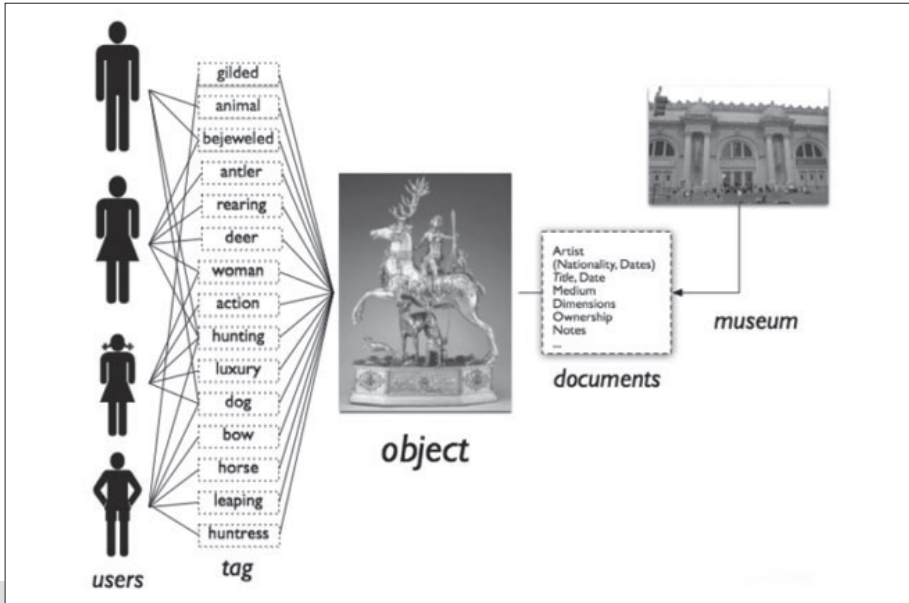 gilded
animal
bejeweled
antler
rearing
deer
woman
action
hunting
luxury
dog
bow
horse
leaping
huntress
users
tag
object
Artist
(Nationality, Dates)
Title, Date
Medium
Dimensions
Ownership
Notes
...
documents
museum